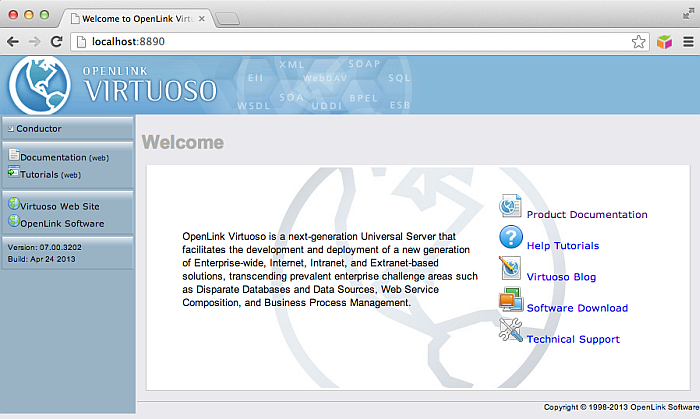 Welcome to OpenLink Virtu
localhost:8890
OPENLINK
VIRTUOSO
XML
SOAP
EII
WebDAV
SQL
SOA
BPEL
WSDL
UDDI
ESB
Conductor
Documentation (web)
Tutorials (web)
Virtuoso Web Site
OpenLink Software
Version: 07.00.3202
Build: Apr 24 2013
Welcome
OpenLink Virtuoso is a next-generation Universal Server that
facilitates the development and deployment of a new generation
of Enterprise-wide, Internet, Intranet, and Extranet-based
solutions, transcending prevalent enterprise challenge areas such
as Disparate Databases and Data Sources, Web Service
Composition, and Business Process Management.
Product Documentation
Help Tutorials
Virtuoso Blog
Software Download
Technical Support
Copyright © 1998-2013 OpenLink Software